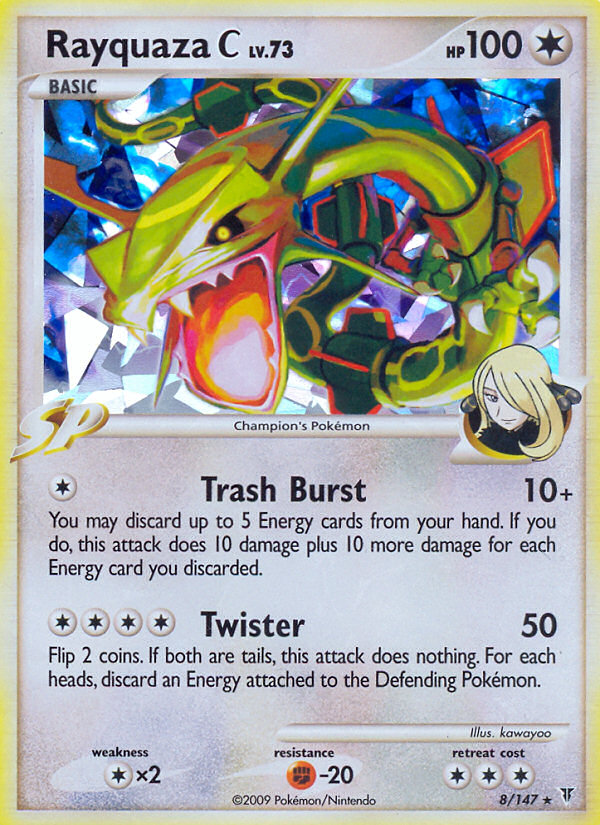 Rayquaza C LV.73 HP100
BASIC
SP
Champion's Pokémon
Trash Burst 10+
You may discard up to 5 Energy cards from your hand. If you
do, this attack does 10 damage plus 10 more damage for each
Energy card you discarded.
Twister 50
Flip 2 coins. If both are tails, this attack does nothing. For each
heads, discard an Energy attached to the Defending Pokémon.
Illus. kawayoo
weakness resistance retreat cost
×2 -20
©2009 Pokémon/Nintendo 8/147 ★